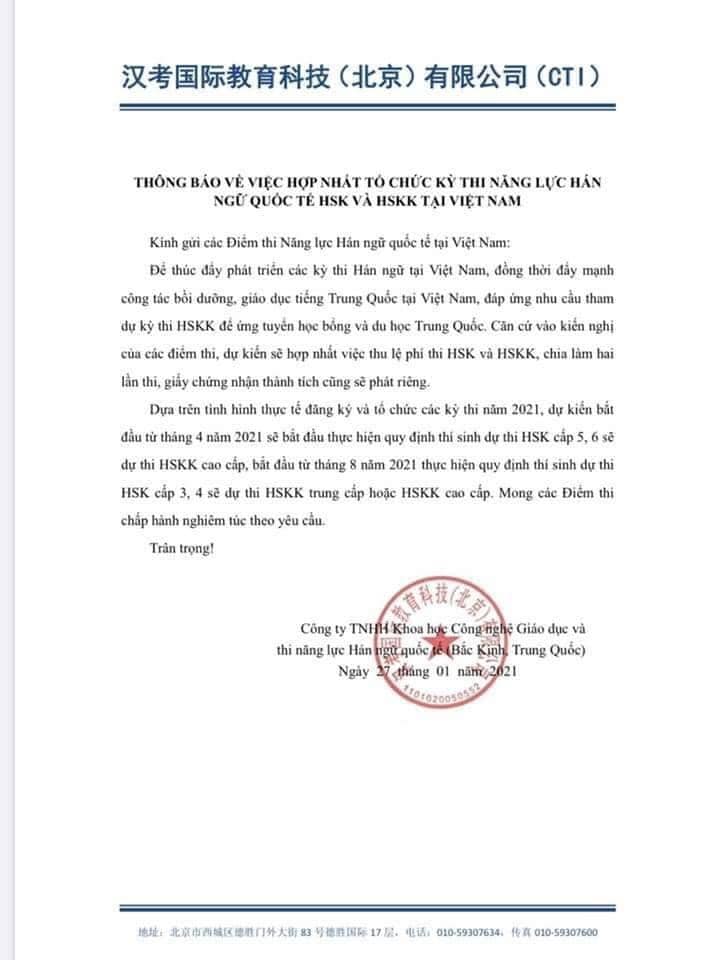 汉考国际教育科技（北京）有限公司（CTI）
THÔNG BÁO VỀ VIỆC HỢP NHẤT TỔ CHỨC KỲ THI NĂNG LỰC HÁN
NGỮ QUỐC TẾ HSK VÀ HSKK TẠI VIỆT NAM
Kính gửi các Điểm thi Năng lực Hán ngữ quốc tế tại Việt Nam:
Để thúc đẩy phát triển các kỳ thi Hán ngữ tại Việt Nam, đồng thời đẩy mạnh
công tác bồi dưỡng, giáo dục tiếng Trung Quốc tại Việt Nam, đáp ứng nhu cầu tham
dự kỳ thi HSKK để ứng tuyển học bổng và du học Trung Quốc. Căn cứ vào kiến nghị
của các điểm thi, dự kiến sẽ hợp nhất việc thu lệ phí thi HSK và HSKK, chia làm hai
lần thi, giấy chứng nhận thành tích cũng sẽ phát riêng.
Dựa trên tình hình thực tế đăng ký và tổ chức các kỳ thi năm 2021, dự kiến bắt
đầu từ tháng 4 năm 2021 sẽ bắt đầu thực hiện quy định thí sinh dự thi HSK cấp 5, 6 sẽ
dự thi HSKK cao cấp, bắt đầu từ tháng 8 năm 2021 thực hiện quy định thí sinh dự thi
HSK cấp 3, 4 sẽ dự thi HSKK trung cấp hoặc HSKK cao cấp. Mong các Điểm thi
chấp hành nghiêm túc theo yêu cầu.
Trân trọng!
Công ty TNHH Khoa học Công nghệ Giáo dục và
thi năng lực Hán ngữ quốc tế (Bắc Kinh, Trung Quốc)
Ngày 27 tháng 01 năm 2021
汉考国际教育科技(北京)有限公司
1101020050552
地址：北京市西城区德胜门外大街 83 号德胜国际 17 层，电话：010-59307634，传真 010-59307600